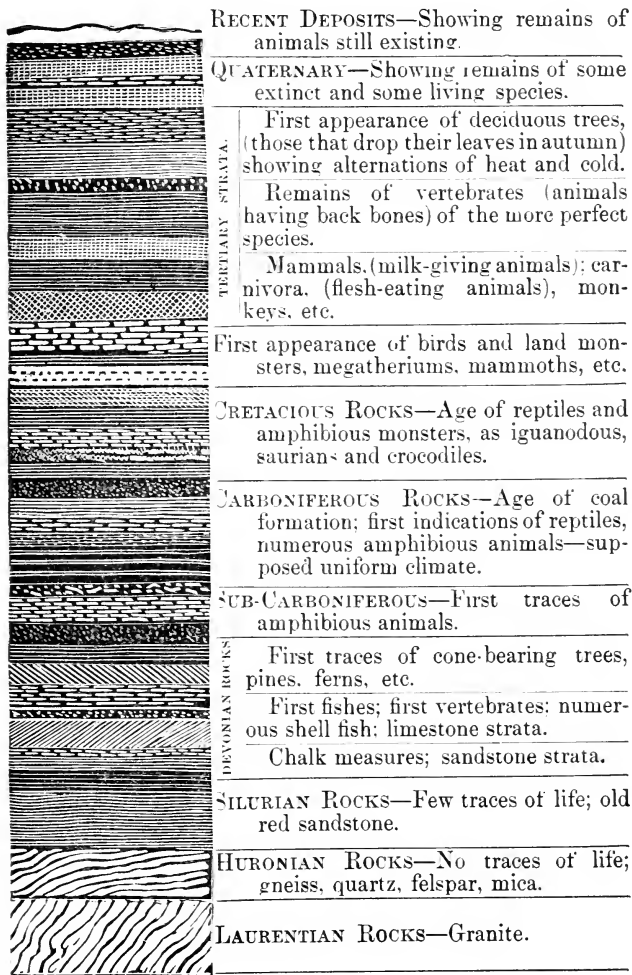 RECENT DEPOSITS—Showing remains of
animals still existing.
QUATERNARY—Showing remains of some
extinct and some living species.
TERTIARY STRATA.
First appearance of deciduous trees,
(those that drop their leaves in autumn)
showing alternations of heat and cold.
Remains of vertebrates (animals
having back bones) of the more perfect
species.
Mammals, (milk-giving animals); car-
nivora, (flesh-eating animals), mon-
keys, etc.
First appearance of birds and land mon-
sters, megatheriums, mammoths, etc.
CRETACIOUS ROCKS—Age of reptiles and
amphibious monsters, as iguanodous,
saurians and crocodiles.
CARBONIFEROUS ROCKS—Age of coal
formation; first indications of reptiles,
numerous amphibious animals—sup-
posed uniform climate.
SUB-CARBONIFEROUS—First traces of
amphibious animals.
DEVONIAN ROCKS
First traces of cone-bearing trees,
pines, ferns, etc.
First fishes; first vertebrates; numer-
ous shell fish; limestone strata.
Chalk measures; sandstone strata.
SILURIAN ROCKS—Few traces of life; old
red sandstone.
HURONIAN ROCKS—No traces of life;
gneiss, quartz, felspar, mica.
LAURENTIAN ROCKS—Granite.